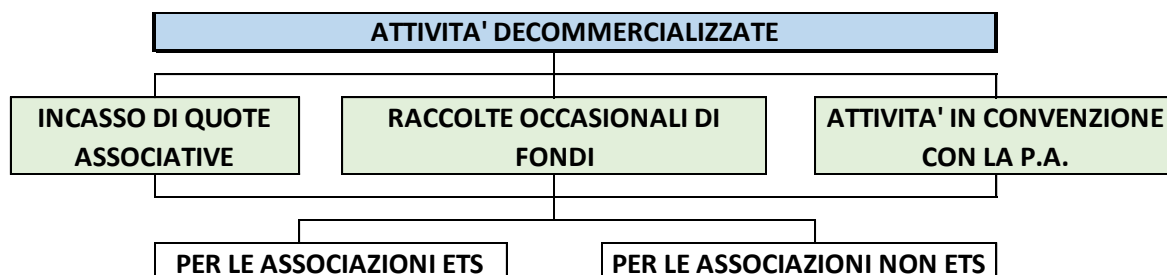 ATTIVITA' DECOMMERCIALIZZATE
INCASSO DI QUOTE
ASSOCIATIVE
RACCOLTE OCCASIONALI DI
FONDI
ATTIVITA' IN CONVENZIONE
CON LA P.A.
PER LE ASSOCIAZIONI ETS
PER LE ASSOCIAZIONI NON ETS